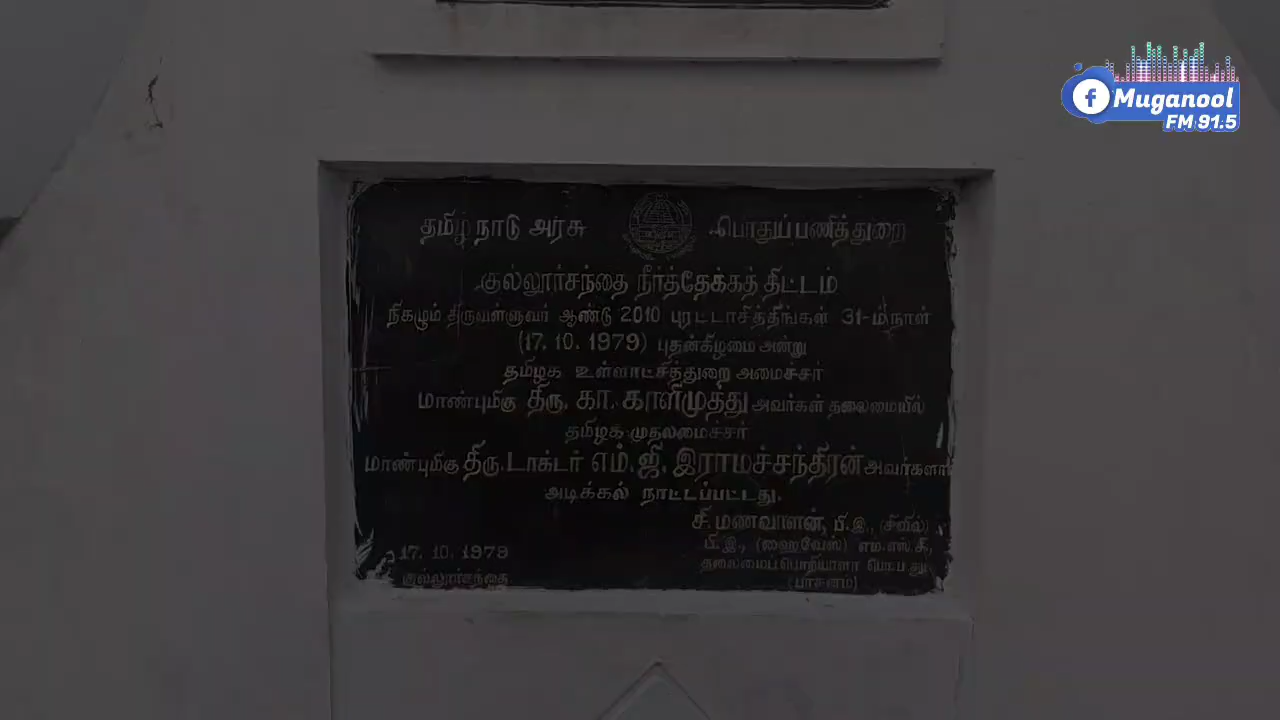 Muganool
FM 91.5
தமிழ் நாடு அரசு பொதுப்பணித்துறை
குல்லூர்சந்தை நீர்த்தேக்கத் திட்டம்
நிகழும் திருவள்ளுவர் ஆண்டு 2010 புரட்டாசித்திங்கள் 31-ம்நாள்
(17. 10. 1979) புதன்கிழமை அன்று
தமிழக உள்ளாட்சித்துறை அமைச்சர்
மாண்புமிகு திரு. கா. காளிமுத்து அவர்கள் தலைமையில்
தமிழக முதலமைச்சர்
மாண்புமிகு திரு. டாக்டர் எம். ஜி. இராமச்சந்திரன் அவர்களால்
அடிக்கல் நாட்டப்பட்டது.
சி. மணவாளன், பி.இ., (சிவில்)
பி.இ., (ஹைவேஸ்) எம.எஸ்.சி.,
தலைமைப் பொறியாளர்
(பாசனம்)
17. 10. 1979
குல்லூர்சந்தை